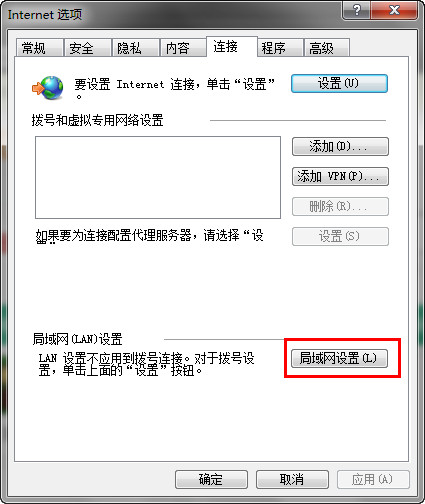 Internet 选项
常规 安全 隐私 内容 连接 程序 高级
要设置 Internet 连接，单击“设置”
。
设置(U)
拨号和虚拟专用网络设置
添加(D)...
添加 VPN(P)...
删除(R)...
如果要为连接配置代理服务器，请选择“设
设置(S)
局域网(LAN)设置
LAN 设置不应用到拨号连接。对于拨号设
置，单击上面的“设置”按钮。
局域网设置(L)
确定 取消 应用(A)